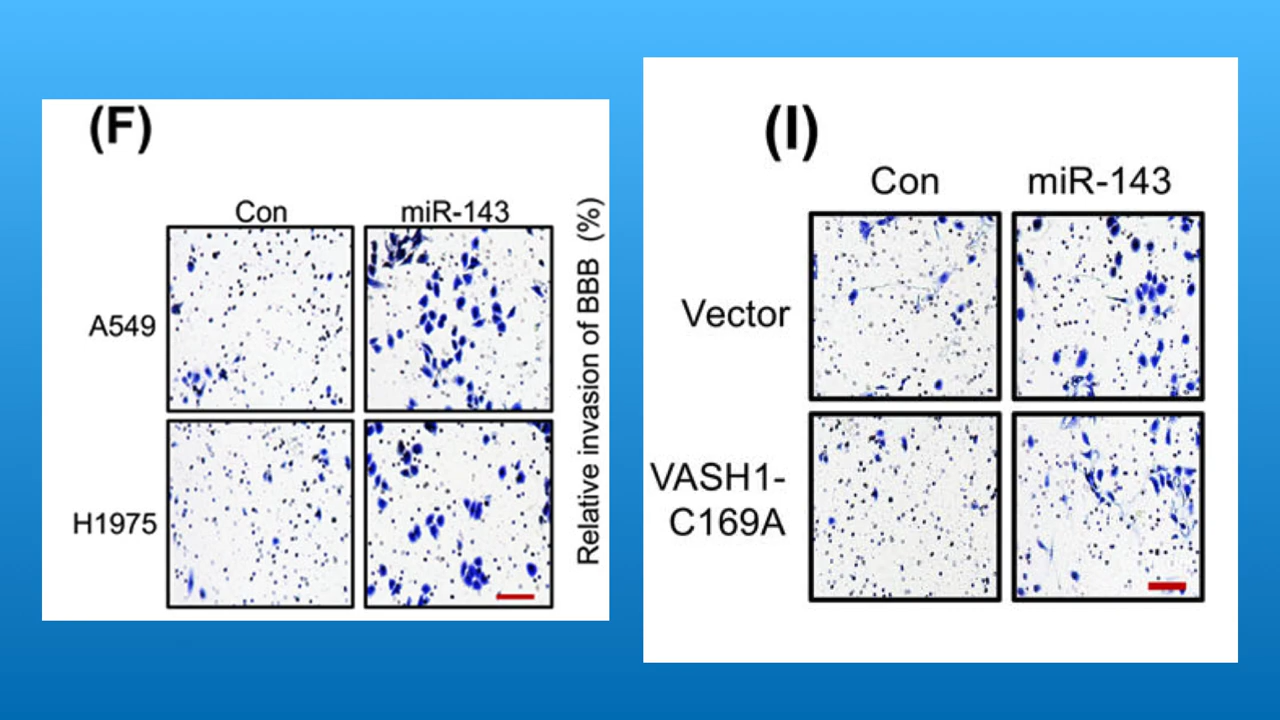 (F)
Con miR-143
A549
H1975
Relative invasion of BBB (%)
(I)
Con miR-143
Vector
VASH1-
C169A